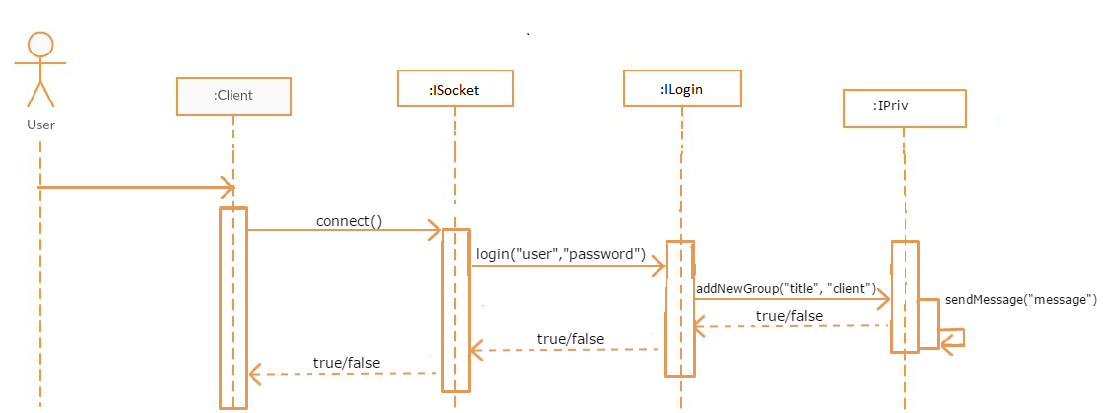 User
:Client
:ISocket
:ILogin
:IPriv
connect()
login("user","password")
addNewGroup("title", "client")
sendMessage("message")
true/false
true/false
true/false